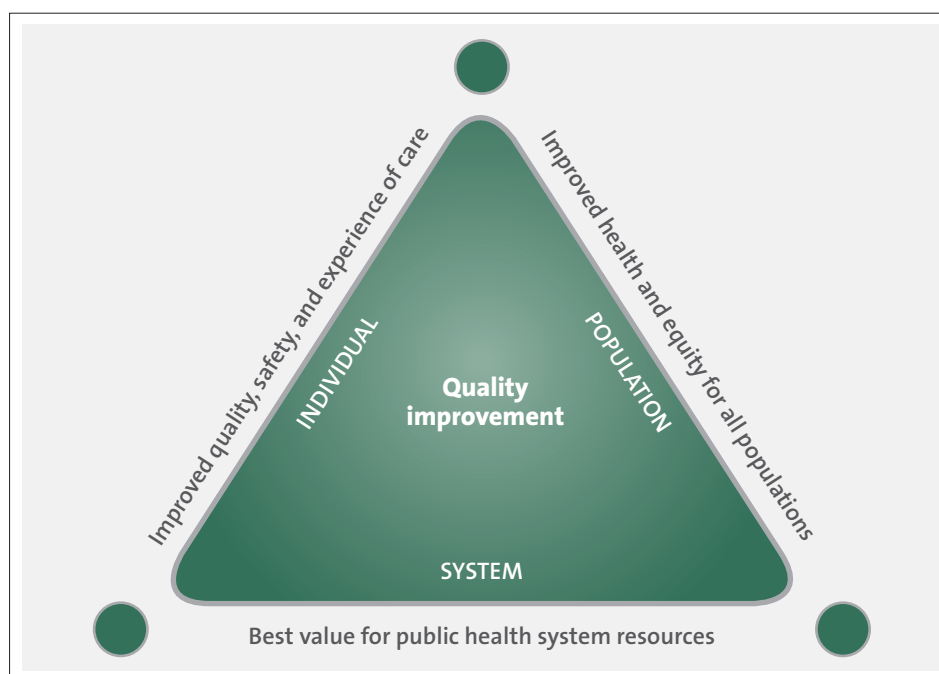 Improved quality, safety, and experience of care
Improved health and equity for all populations
INDIVIDUAL
POPULATION
Quality
improvement
SYSTEM
Best value for public health system resources